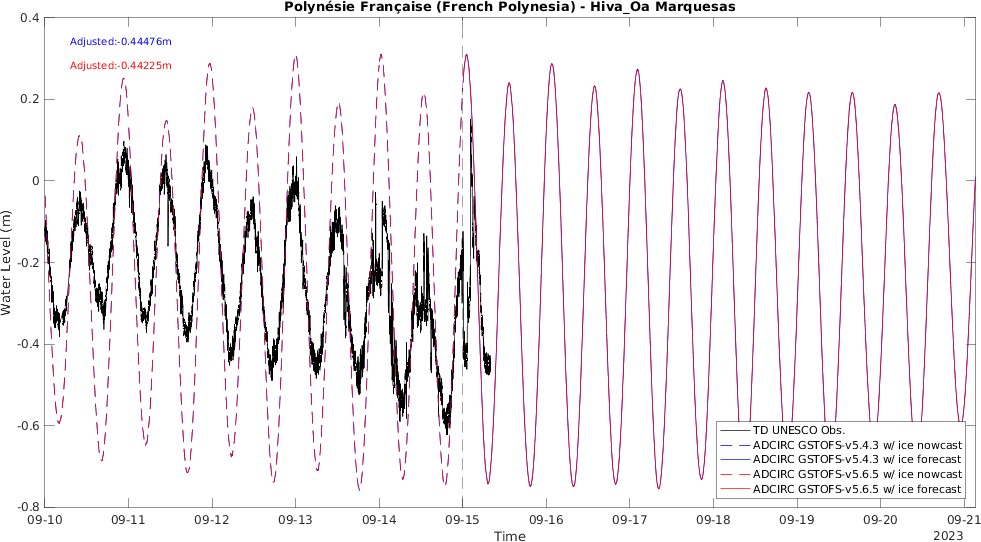 Polynésie Française (French Polynesia) - Hiva_Oa Marquesas
0.4
Adjusted:-0.44476m
Adjusted:-0.44225m
0.2
0
-0.2
-0.4
-0.6
-0.8
Water Level (m)
TD UNESCO Obs.
ADCIRC GSTOFS-v5.4.3 w/ ice nowcast
ADCIRC GSTOFS-v5.4.3 w/ ice forecast
ADCIRC GSTOFS-v5.6.5 w/ ice nowcast
ADCIRC GSTOFS-v5.6.5 w/ ice forecast
09-10 09-11 09-12 09-13 09-14 09-15 09-16 09-17 09-18 09-19 09-20 09-21
Time
2023